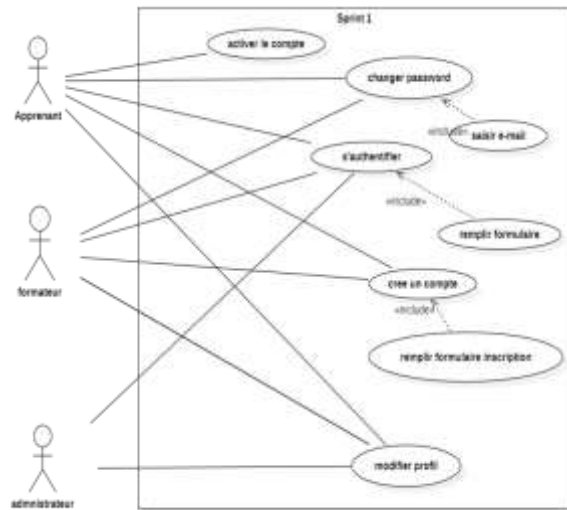 Sprint 1
activer le compte
changer password
Apprenant
«include»
saisir e-mail
s'authentifier
«include»
remplir formulaire
formateur
cree un compte
«include»
remplir formulaire inscription
modifier profil
admnistrateur